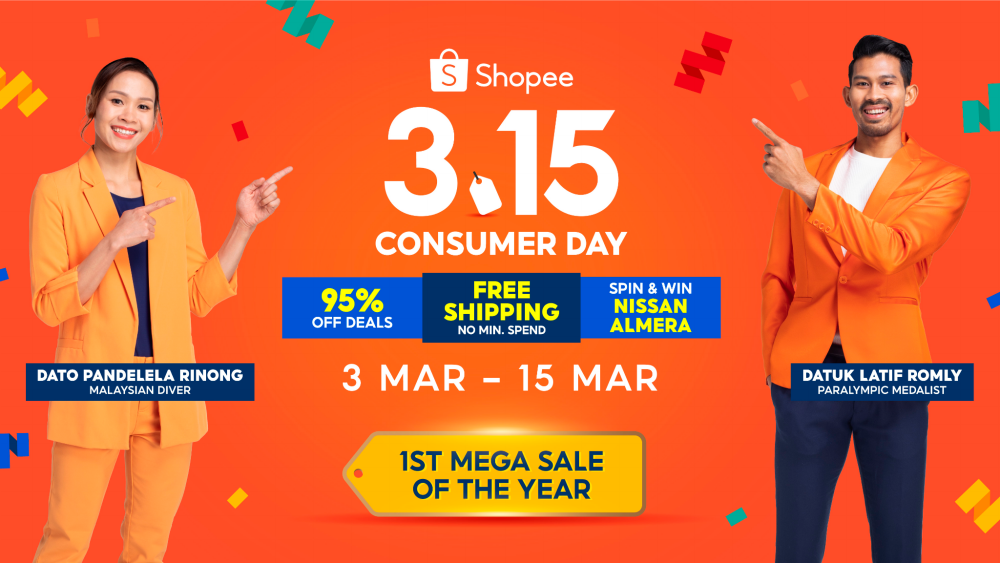 S Shopee
3.15
CONSUMER DAY
95%
OFF DEALS
FREE
SHIPPING
NO MIN. SPEND
SPIN & WIN
NISSAN
ALMERA
3 MAR – 15 MAR
DATO PANDELELA RINONG
MALAYSIAN DIVER
DATUK LATIF ROMLY
PARALYMPIC MEDALIST
1ST MEGA SALE
OF THE YEAR